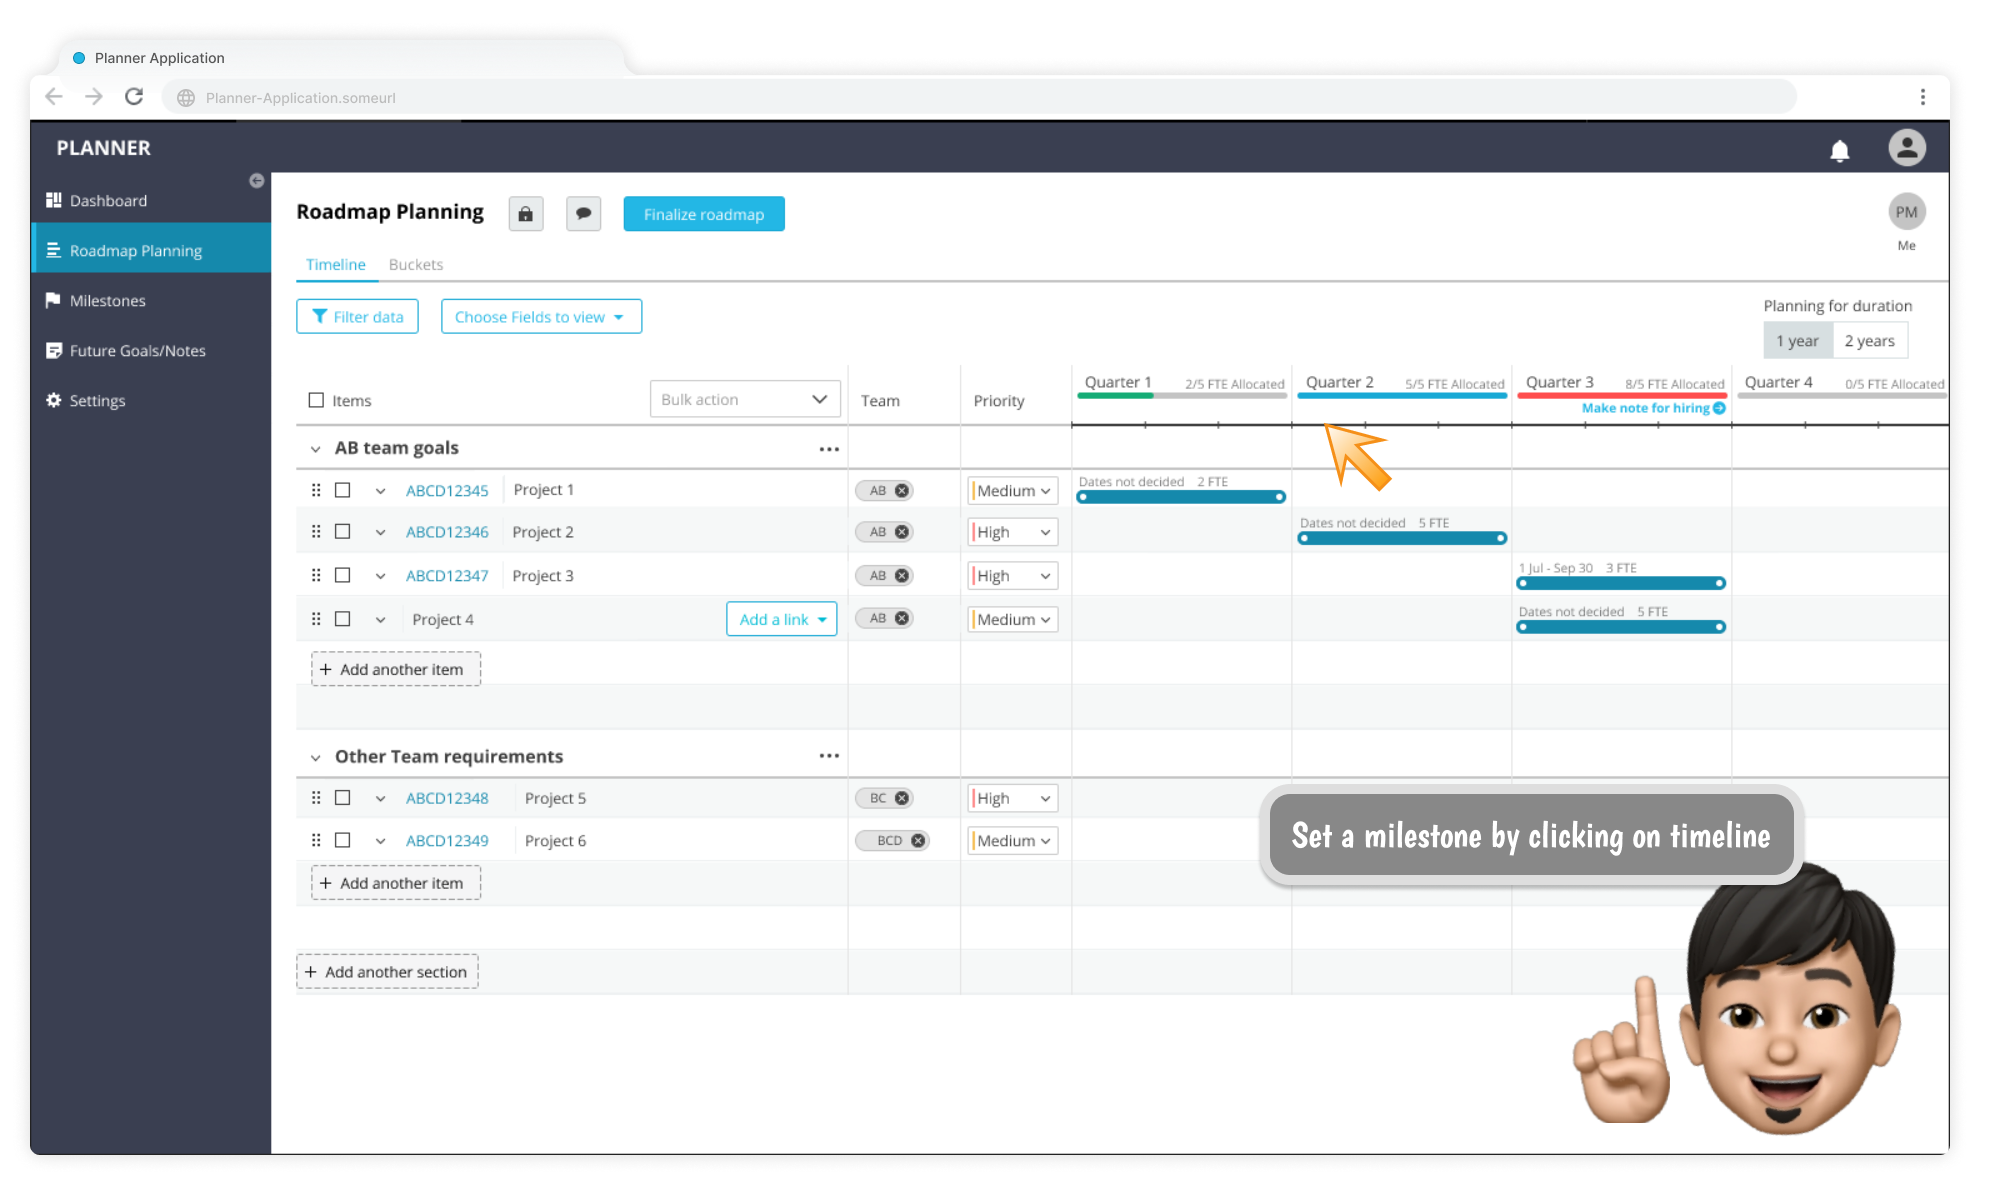 Planner Application
Planner-Application.someurl
PLANNER
Dashboard
Roadmap Planning
Milestones
Future Goals/Notes
Settings
Roadmap Planning
Finalize roadmap
PM
Me
Timeline Buckets
Filter data
Choose Fields to view
Planning for duration
1 year 2 years
Items
Bulk action
Team
Priority
Quarter 1 2/5 FTE Allocated
Quarter 2 5/5 FTE Allocated
Quarter 3 8/5 FTE Allocated
Make note for hiring
Quarter 4 0/5 FTE Allocated
AB team goals
ABCD12345 Project 1 AB Medium
Dates not decided 2 FTE
ABCD12346 Project 2 AB High
Dates not decided 5 FTE
ABCD12347 Project 3 AB High
1 Jul - Sep 30 3 FTE
Project 4 Add a link AB Medium
Dates not decided 5 FTE
+ Add another item
Other Team requirements
ABCD12348 Project 5 BC High
ABCD12349 Project 6 BCD Medium
+ Add another item
+ Add another section
Set a milestone by clicking on timeline